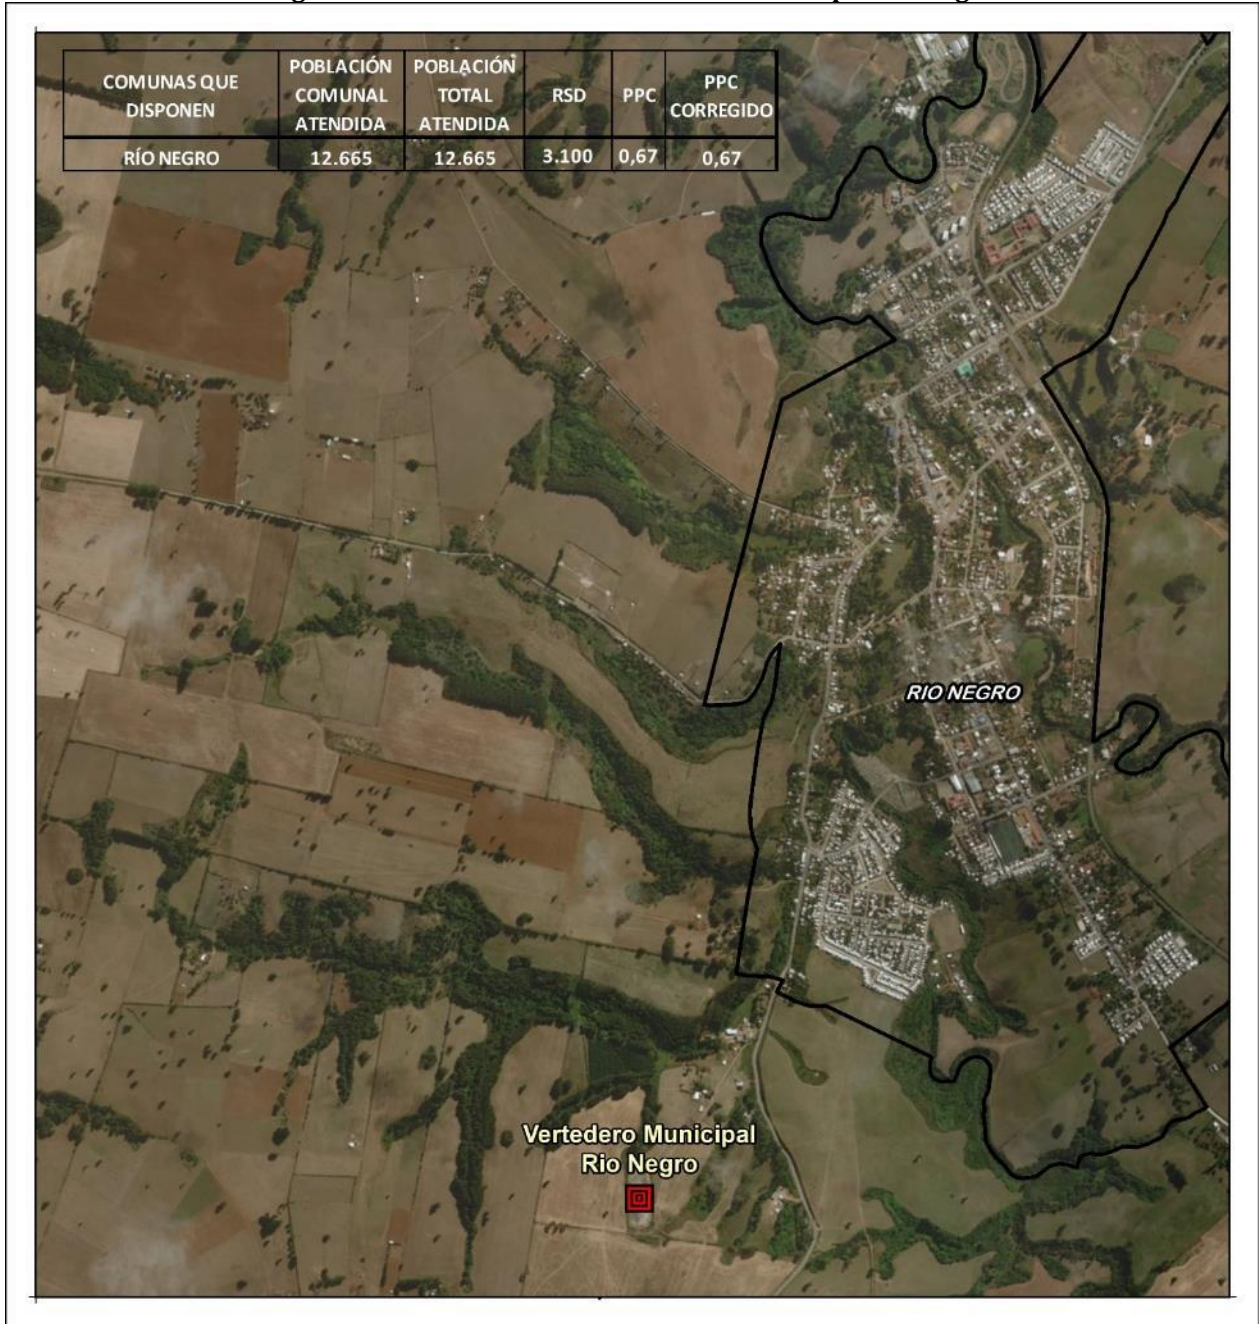 COMUNAS QUE DISPONEN
POBLACIÓN COMUNAL ATENDIDA
POBLACIÓN TOTAL ATENDIDA
RSD
PPC
PPC CORREGIDO
RÍO NEGRO
12.665
12.665
3.100
0,67
0,67
RIO NEGRO
Vertedero Municipal
Rio Negro